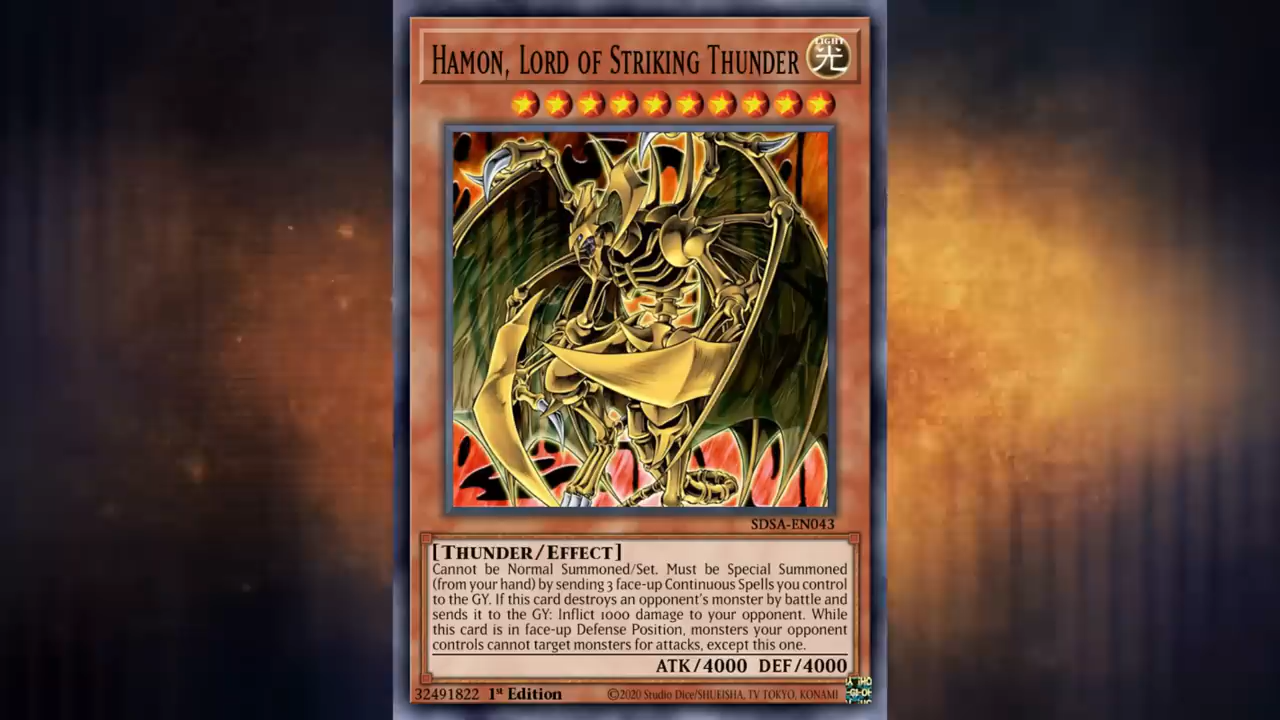 HAMON, LORD OF STRIKING THUNDER
LIGHT
光
SDSA-EN043
[THUNDER/EFFECT]
Cannot be Normal Summoned/Set. Must be Special Summoned
(from your hand) by sending 3 face-up Continuous Spells you control
to the GY. If this card destroys an opponent's monster by battle and
sends it to the GY: Inflict 1000 damage to your opponent. While
this card is in face-up Defense Position, monsters your opponent
controls cannot target monsters for attacks, except this one.
ATK/4000 DEF/4000
32491822 1st Edition ©2020 Studio Dice/SHUEISHA, TV TOKYO, KONAMI